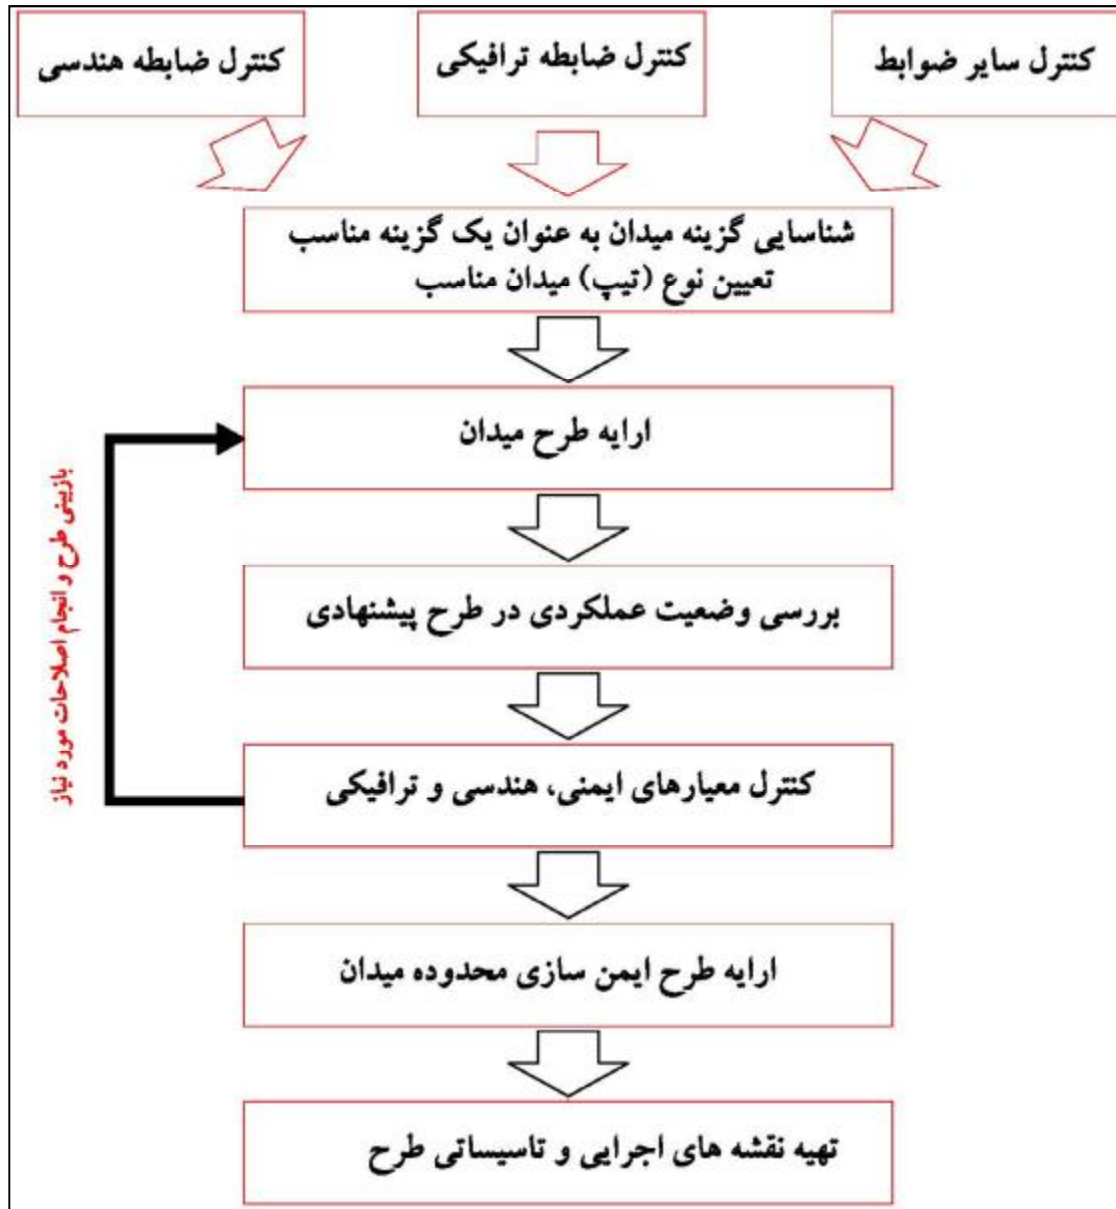 کنترل سایر ضوابط
کنترل ضابطه ترافیکی
کنترل ضابطه هندسی
شناسایی گزینه میدان به عنوان یک گزینه مناسب
تعیین نوع (تیپ) میدان مناسب
ارایه طرح میدان
بررسی وضعیت عملکردی در طرح پیشنهادی
کنترل معیارهای ایمنی، هندسی و ترافیکی
بازبینی طرح و انجام اصلاحات مورد نیاز
ارایه طرح ایمن سازی محدوده میدان
تهیه نقشه های اجرایی و تاسیساتی طرح